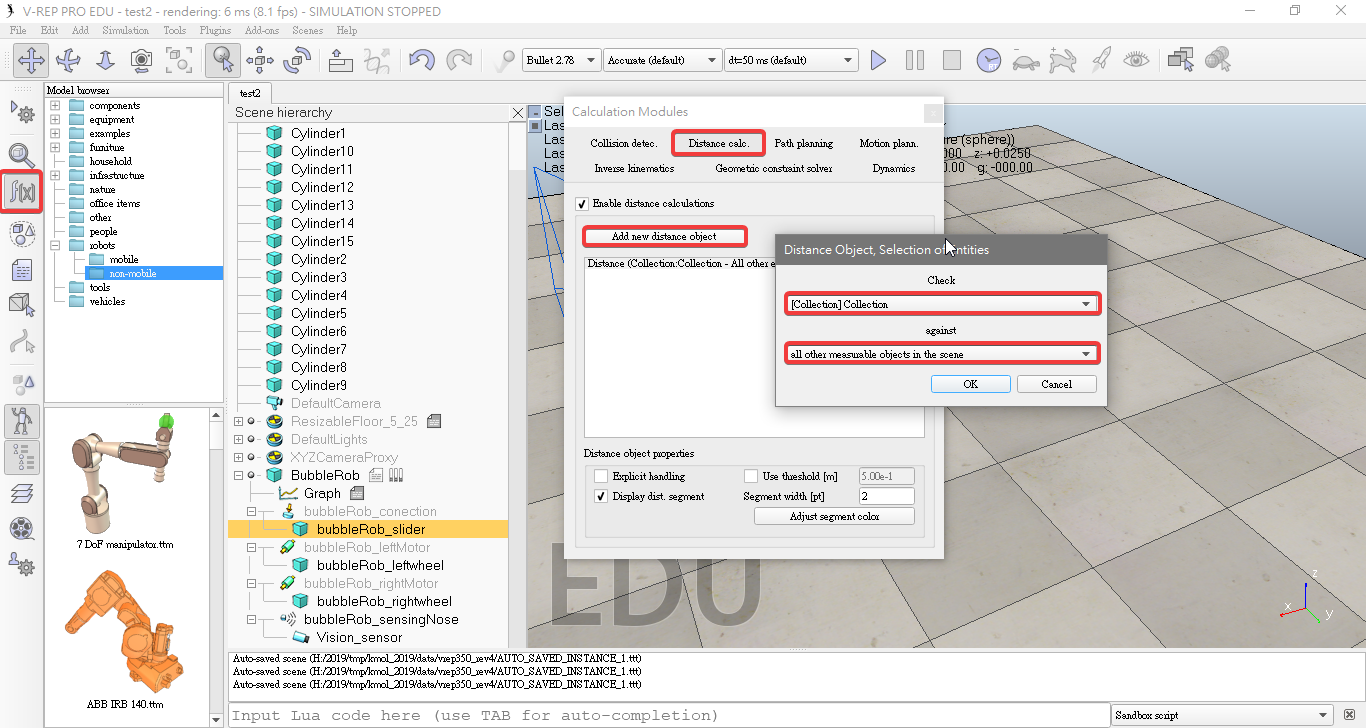 V-REP PRO EDU - test2 - rendering: 6 ms (8.1 fps) - SIMULATION STOPPED
File Edit Add Simulation Tools Plugins Add-ons Scenes Help
Bullet 2.78 Accurate (default) dt=50 ms (default)
RT
Model browser
components
equipment
examples
furniture
household
infrastructure
nature
office items
other
people
robots
mobile
non-mobile
tools
vehicles
f(x)
7 DoF manipulator.ttm
ABB IRB 140.ttm
test2
Scene hierarchy
Cylinder1
Cylinder10
Cylinder11
Cylinder12
Cylinder13
Cylinder14
Cylinder15
Cylinder2
Cylinder3
Cylinder4
Cylinder5
Cylinder6
Cylinder7
Cylinder8
Cylinder9
DefaultCamera
ResizableFloor_5_25
DefaultLights
XYZCameraProxy
BubbleRob
Graph
bubbleRob_conection
bubbleRob_slider
bubbleRob_leftMotor
bubbleRob_leftwheel
bubbleRob_rightMotor
bubbleRob_rightwheel
bubbleRob_sensingNose
Vision_sensor
Sel
Las
Las
Las
Las
re (sphere))
000 z: +0.0250
0.00 g: -000.00
Calculation Modules
Collision detec. Distance calc. Path planning Motion plann.
Inverse kinematics Geometric constraint solver Dynamics
Enable distance calculations
Add new distance object
Distance (Collection:Collection - All other e
Distance object properties
Explicit handling Use threshold [m] 5.00e-1
Display dist. segment Segment width [pt] 2
Adjust segment color
Distance Object, Selection of Entities
Check
[Collection] Collection
against
all other measurable objects in the scene
OK Cancel
EDU
z
x
y
Auto-saved scene (H:/2019/tmp/kmol_2019/data/vrep350_rev4/AUTO_SAVED_INSTANCE_1.ttt)
Auto-saved scene (H:/2019/tmp/kmol_2019/data/vrep350_rev4/AUTO_SAVED_INSTANCE_1.ttt)
Auto-saved scene (H:/2019/tmp/kmol_2019/data/vrep350_rev4/AUTO_SAVED_INSTANCE_1.ttt)
Input Lua code here (use TAB for auto-completion)
Sandbox script